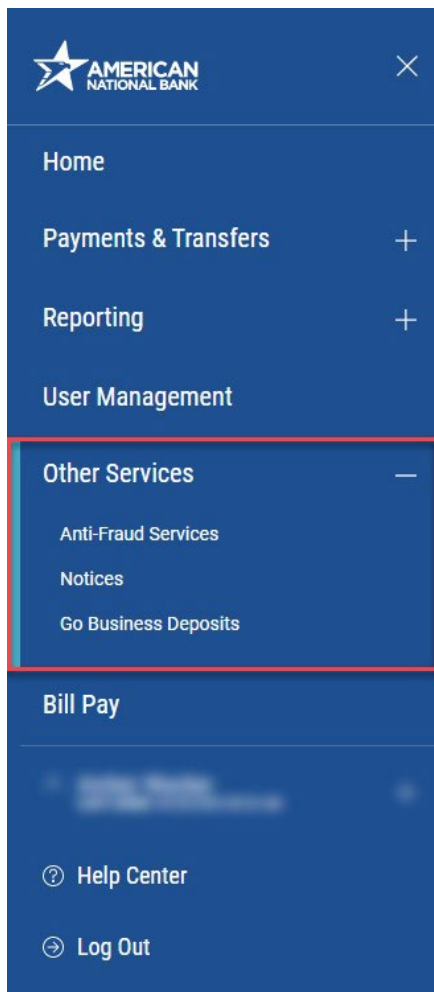 AMERICAN
NATIONAL BANK
Home
Payments & Transfers
Reporting
User Management
Other Services
Anti-Fraud Services
Notices
Go Business Deposits
Bill Pay
Help Center
Log Out